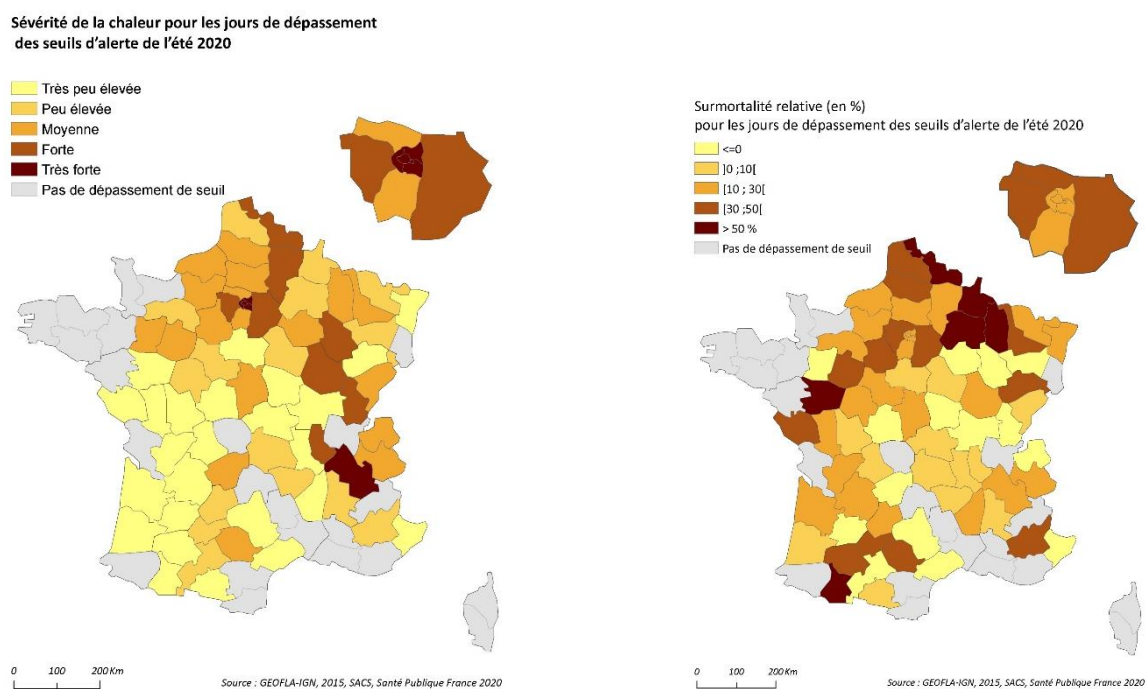 Sévérité de la chaleur pour les jours de dépassement
des seuils d'alerte de l'été 2020
Très peu élevée
Peu élevée
Moyenne
Forte
Très forte
Pas de dépassement de seuil
0 100 200 Km
Source : GEOFLA-IGN, 2015, SACS, Santé Publique France 2020
Surmortalité relative (en %)
pour les jours de dépassement des seuils d'alerte de l'été 2020
<=0
]0 ;10[
[10 ; 30[
[30 ;50[
> 50 %
Pas de dépassement de seuil
0 100 200 Km
Source : GEOFLA-IGN, 2015, SACS, Santé Publique France 2020